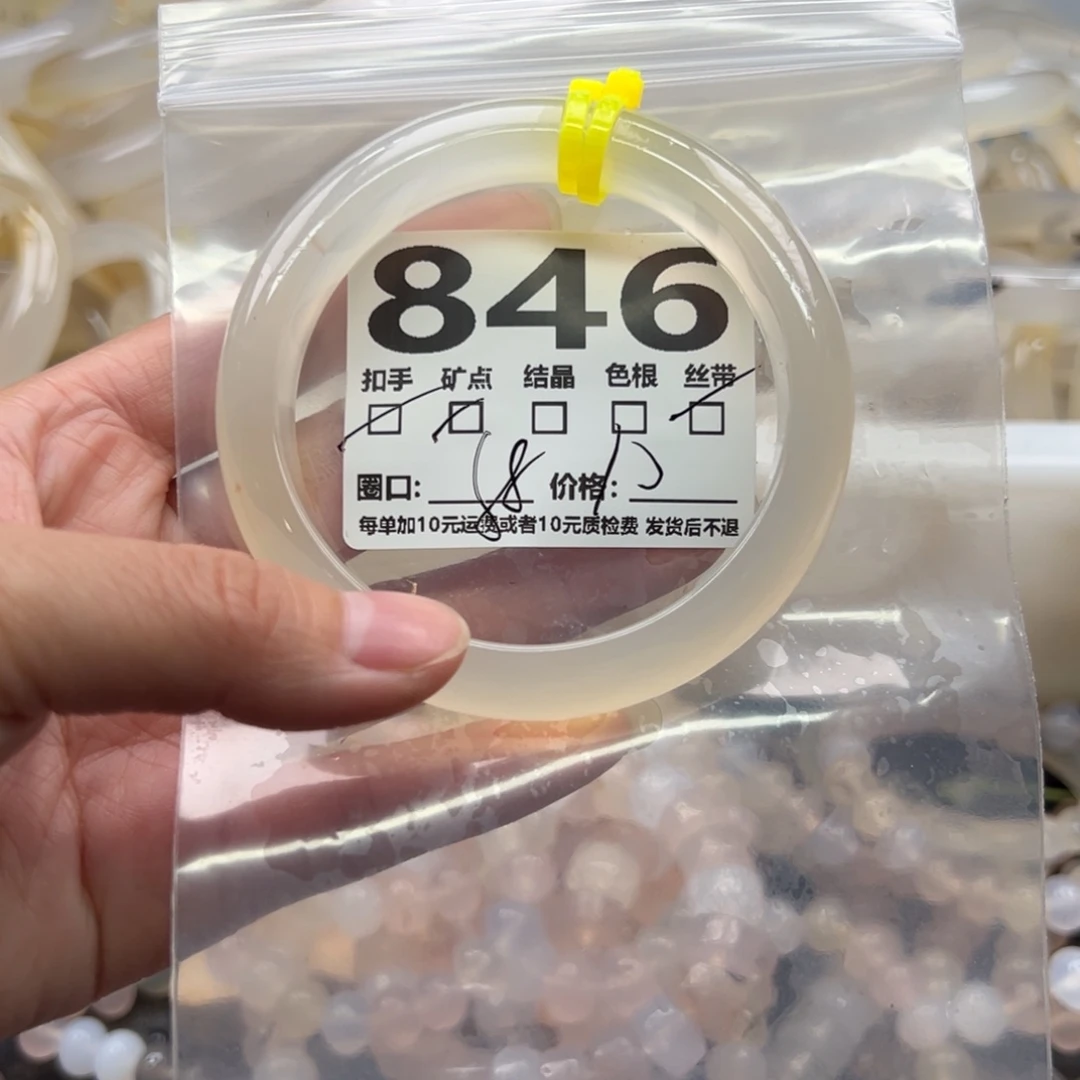 846
扣手 矿点 结晶 色根 丝带
圈口: 价格:
每单加10元运费或者10元质检费 发货后不退